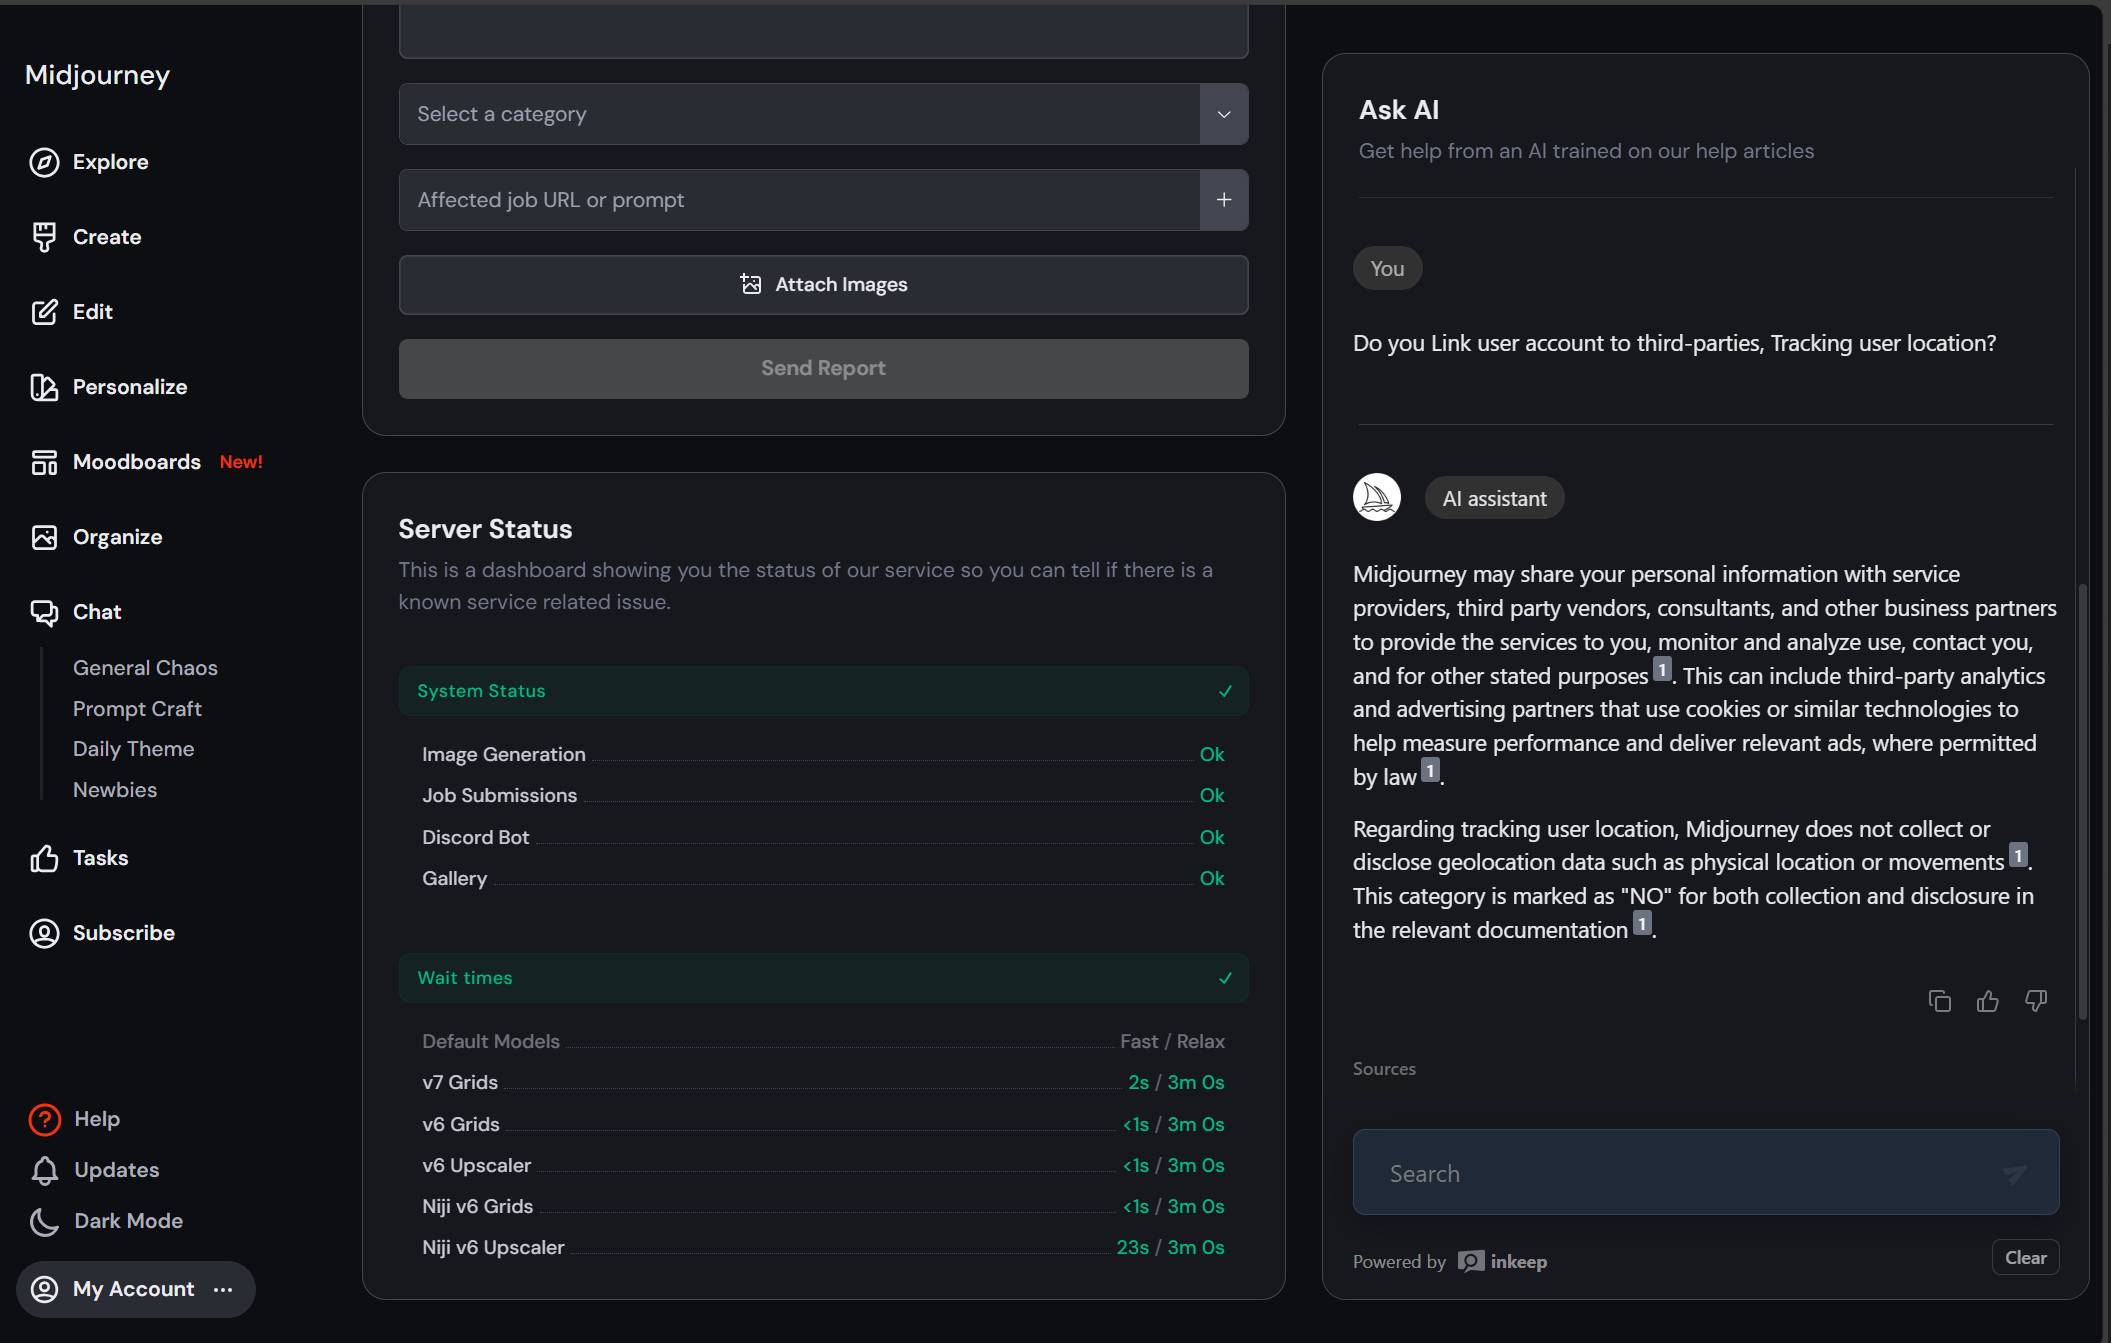 Midjourney
Explore
Create
Edit
Personalize
Moodboards New!
Organize
Chat
General Chaos
Prompt Craft
Daily Theme
Newbies
Tasks
Subscribe
Help
Updates
Dark Mode
My Account ...
Select a category
Affected job URL or prompt
Attach Images
Send Report
Server Status
This is a dashboard showing you the status of our service so you can tell if there is a
known service related issue.
System Status
Image Generation Ok
Job Submissions Ok
Discord Bot Ok
Gallery Ok
Wait times
Default Models Fast / Relax
v7 Grids 2s / 3m 0s
v6 Grids <1s / 3m 0s
v6 Upscaler <1s / 3m 0s
Niji v6 Grids <1s / 3m 0s
Niji v6 Upscaler 23s / 3m 0s
Ask AI
Get help from an AI trained on our help articles
You
Do you Link user account to third-parties, Tracking user location?
AI assistant
Midjourney may share your personal information with service
providers, third party vendors, consultants, and other business partners
to provide the services to you, monitor and analyze use, contact you,
and for other stated purposes 1. This can include third-party analytics
and advertising partners that use cookies or similar technologies to
help measure performance and deliver relevant ads, where permitted
by law 1.
Regarding tracking user location, Midjourney does not collect or
disclose geolocation data such as physical location or movements 1.
This category is marked as "NO" for both collection and disclosure in
the relevant documentation 1.
Sources
Search
Powered by inkeep
Clear